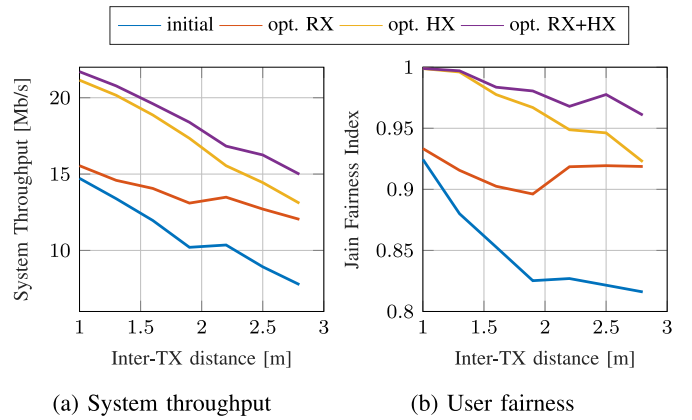 initial opt. RX opt. HX opt. RX+HX
System Throughput [Mb/s]
20
15
10
1 1.5 2 2.5 3
Inter-TX distance [m]
(a) System throughput
Jain Fairness Index
1
0.95
0.9
0.85
0.8
1 1.5 2 2.5 3
Inter-TX distance [m]
(b) User fairness